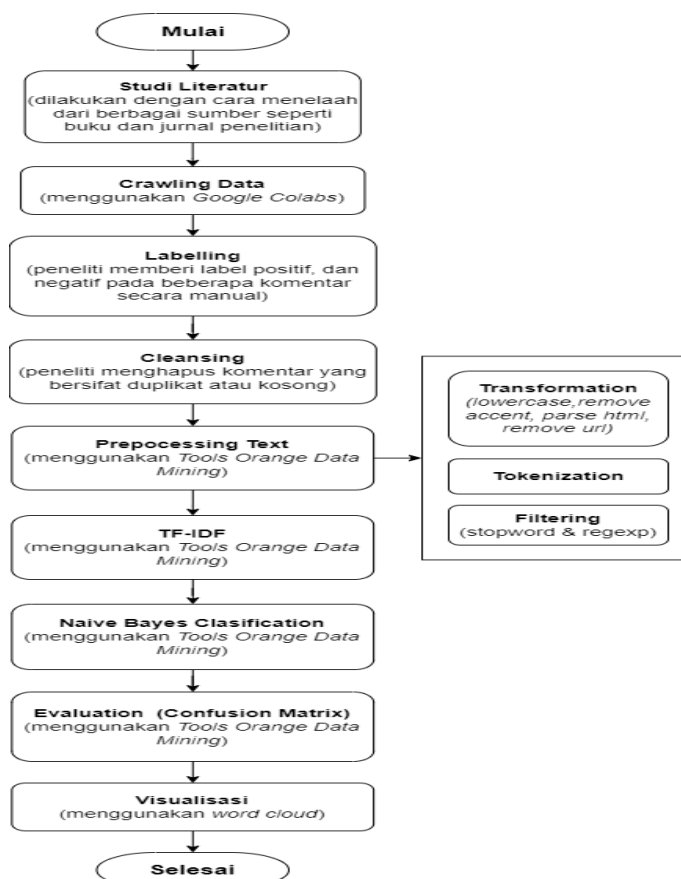 Mulai
Studi Literatur
(dilakukan dengan cara menelaah
dari berbagai sumber seperti
buku dan jurnal penelitian)
Crawling Data
(menggunakan Google Colabs)
Labelling
(peneliti memberi label positif, dan
negatif pada beberapa komentar
secara manual)
Cleansing
(peneliti menghapus komentar yang
bersifat duplikat atau kosong)
Prepocessing Text
(menggunakan Tools Orange Data
Mining)
Transformation
(lowercase,remove
accent, parse html,
remove url)
Tokenization
Filtering
(stopword & regexp)
TF-IDF
(menggunakan Tools Orange Data
Mining)
Naive Bayes Clasification
(menggunakan Tools Orange Data
Mining)
Evaluation (Confusion Matrix)
(menggunakan Tools Orange Data
Mining)
Visualisasi
(menggunakan word cloud)
Selesai